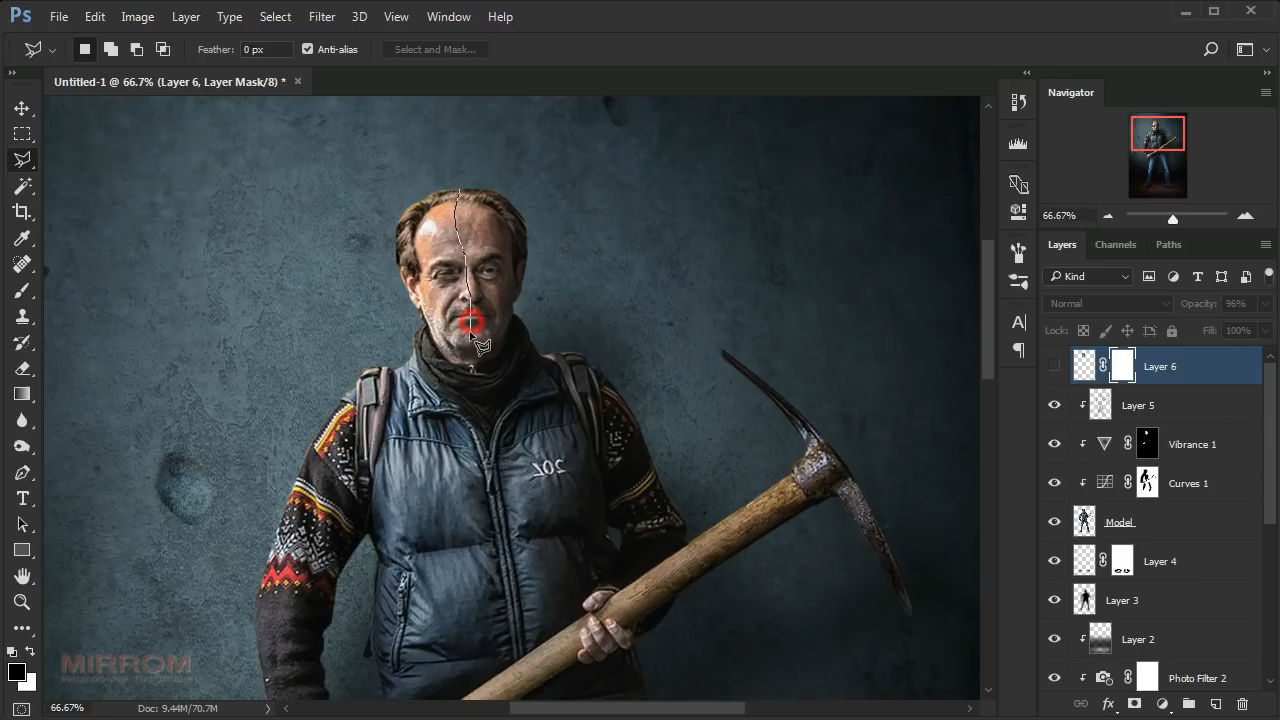 Ps File Edit Image Layer Type Select Filter 3D View Window Help
Feather: 0 px Anti-alias Select and Mask...
Untitled-1 @ 66.7% (Layer 6, Layer Mask/8) *
Navigator
66.67%
Layers Channels Paths
Kind
Normal Opacity: 96%
Lock: Fill: 100%
Layer 6
Layer 5
Vibrance 1
Curves 1
Model
Layer 4
Layer 3
Layer 2
Photo Filter 2
MIRROM
PHOTOSHOP TUTORIALS
66.67% Doc: 9.44M/70.7M